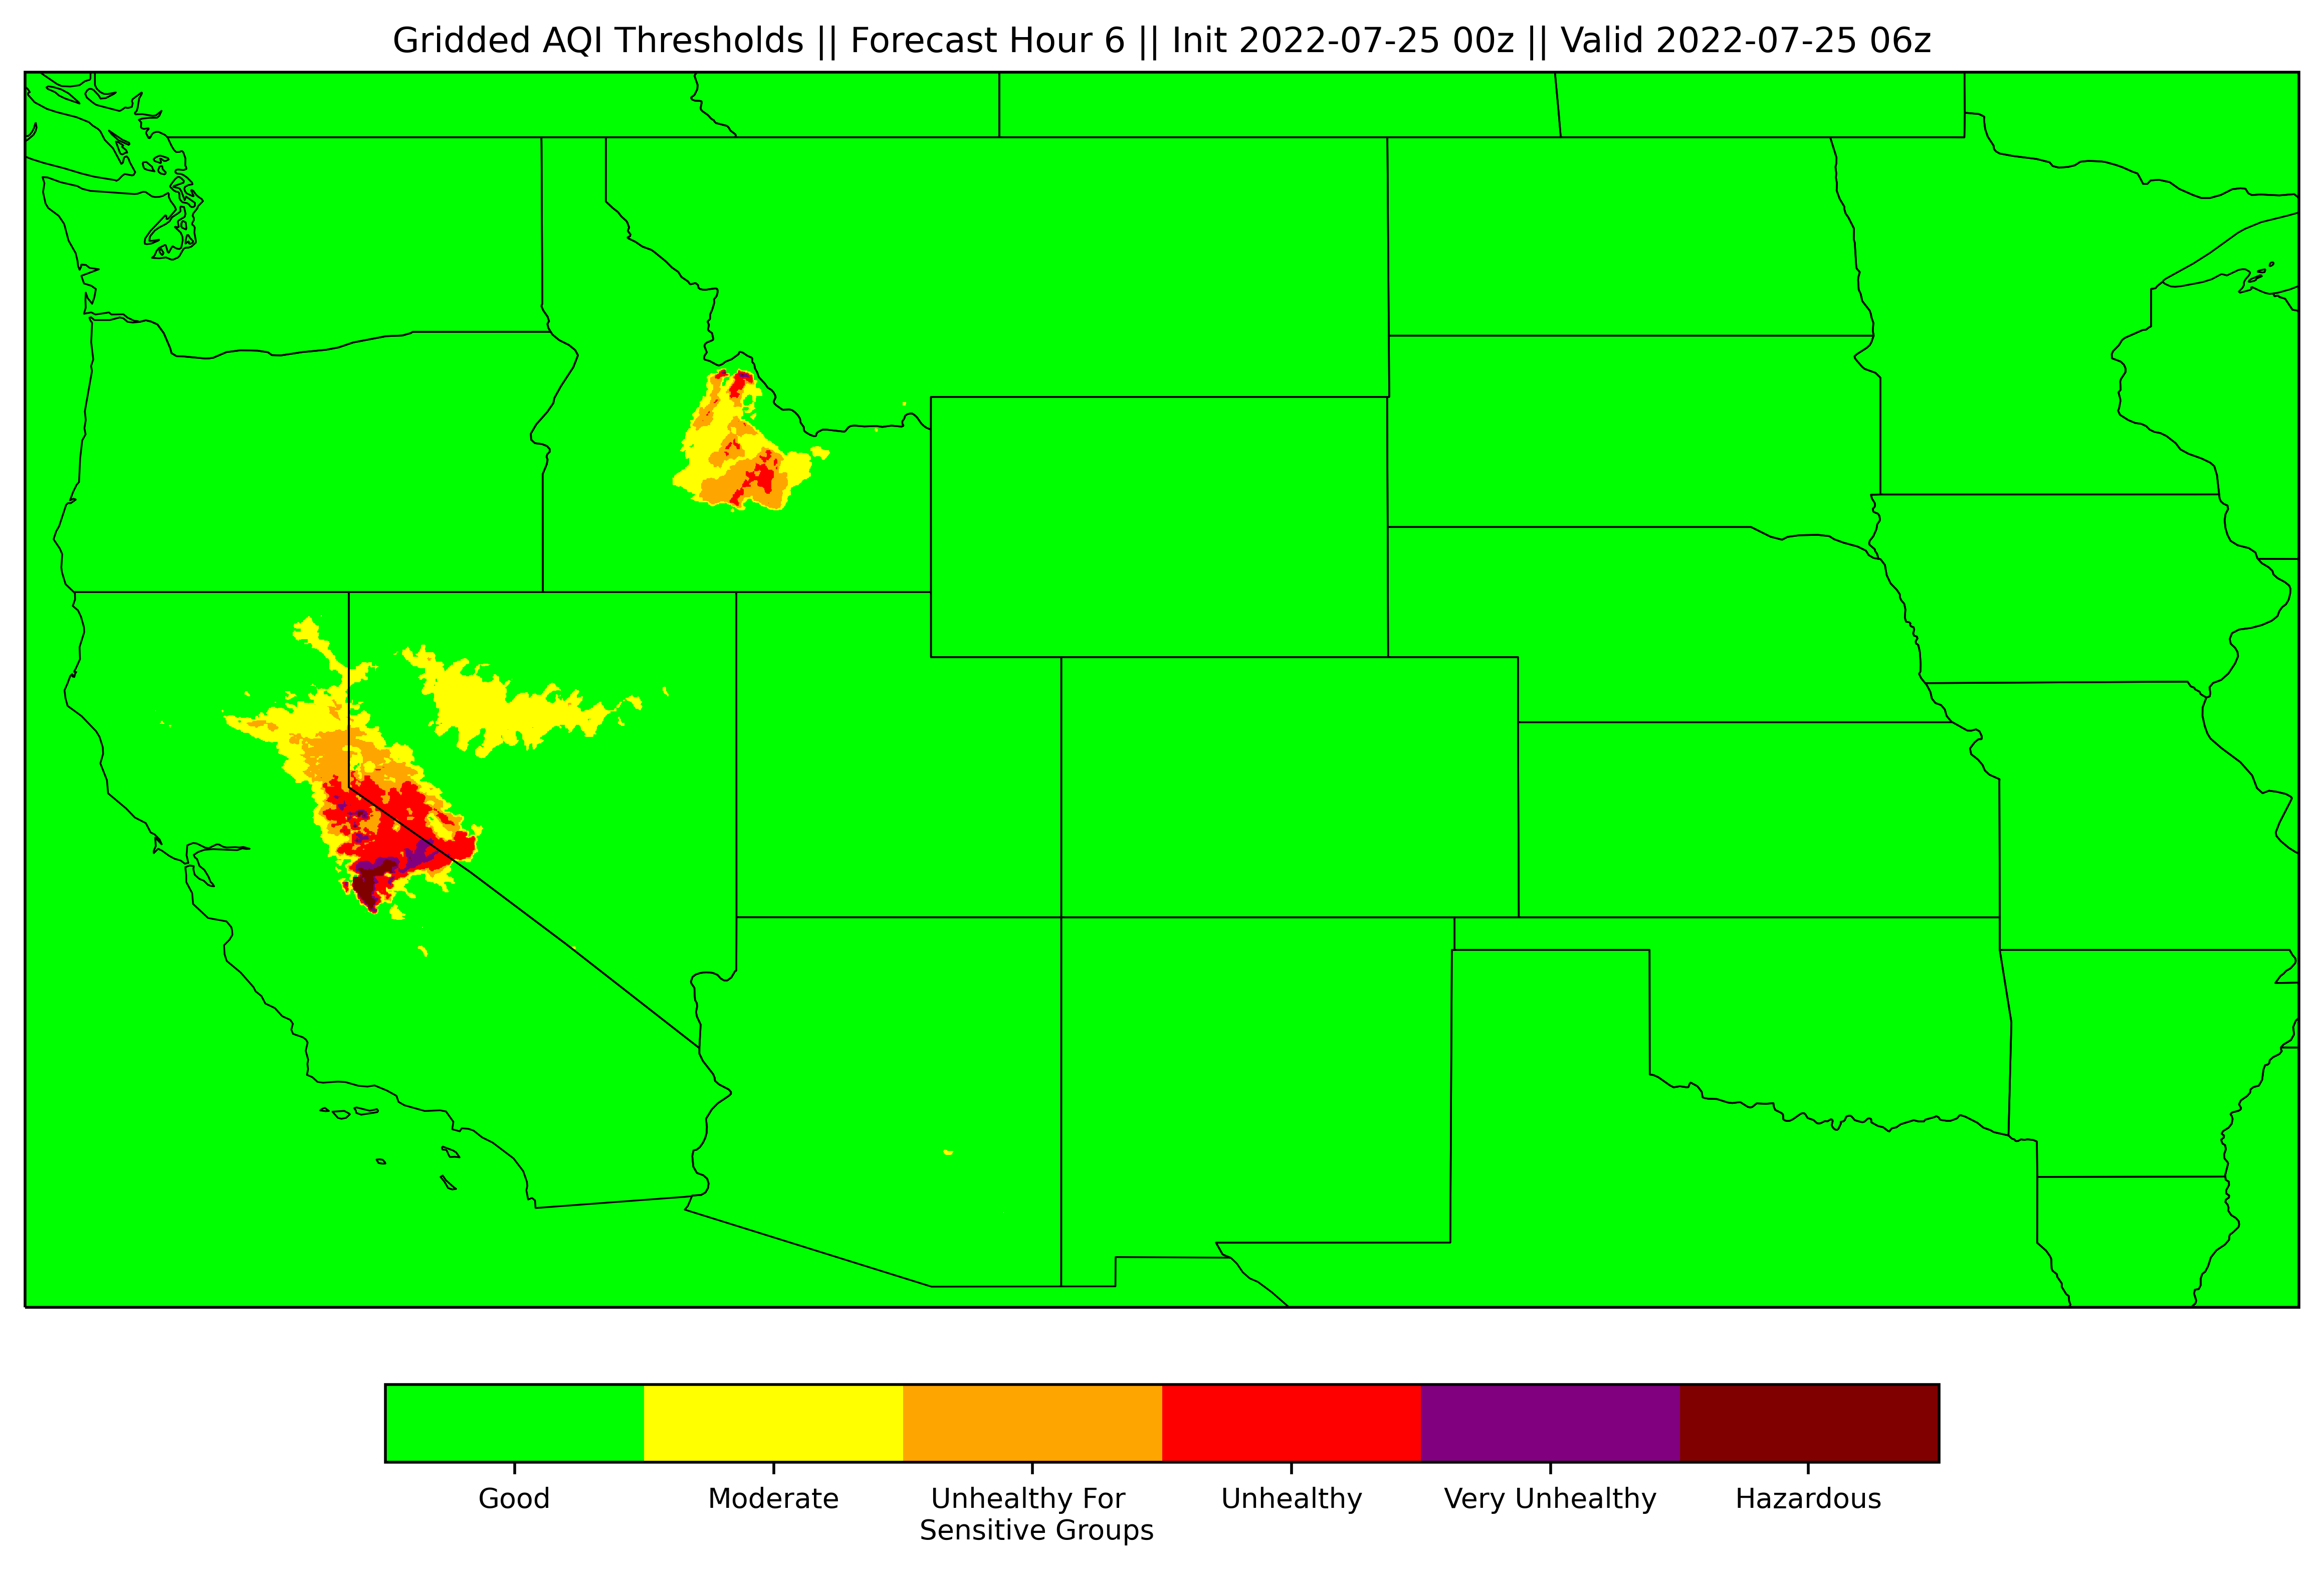 Gridded AQI Thresholds || Forecast Hour 6 || Init 2022-07-25 00z || Valid 2022-07-25 06z
Good
Moderate
Unhealthy For
Sensitive Groups
Unhealthy
Very Unhealthy
Hazardous